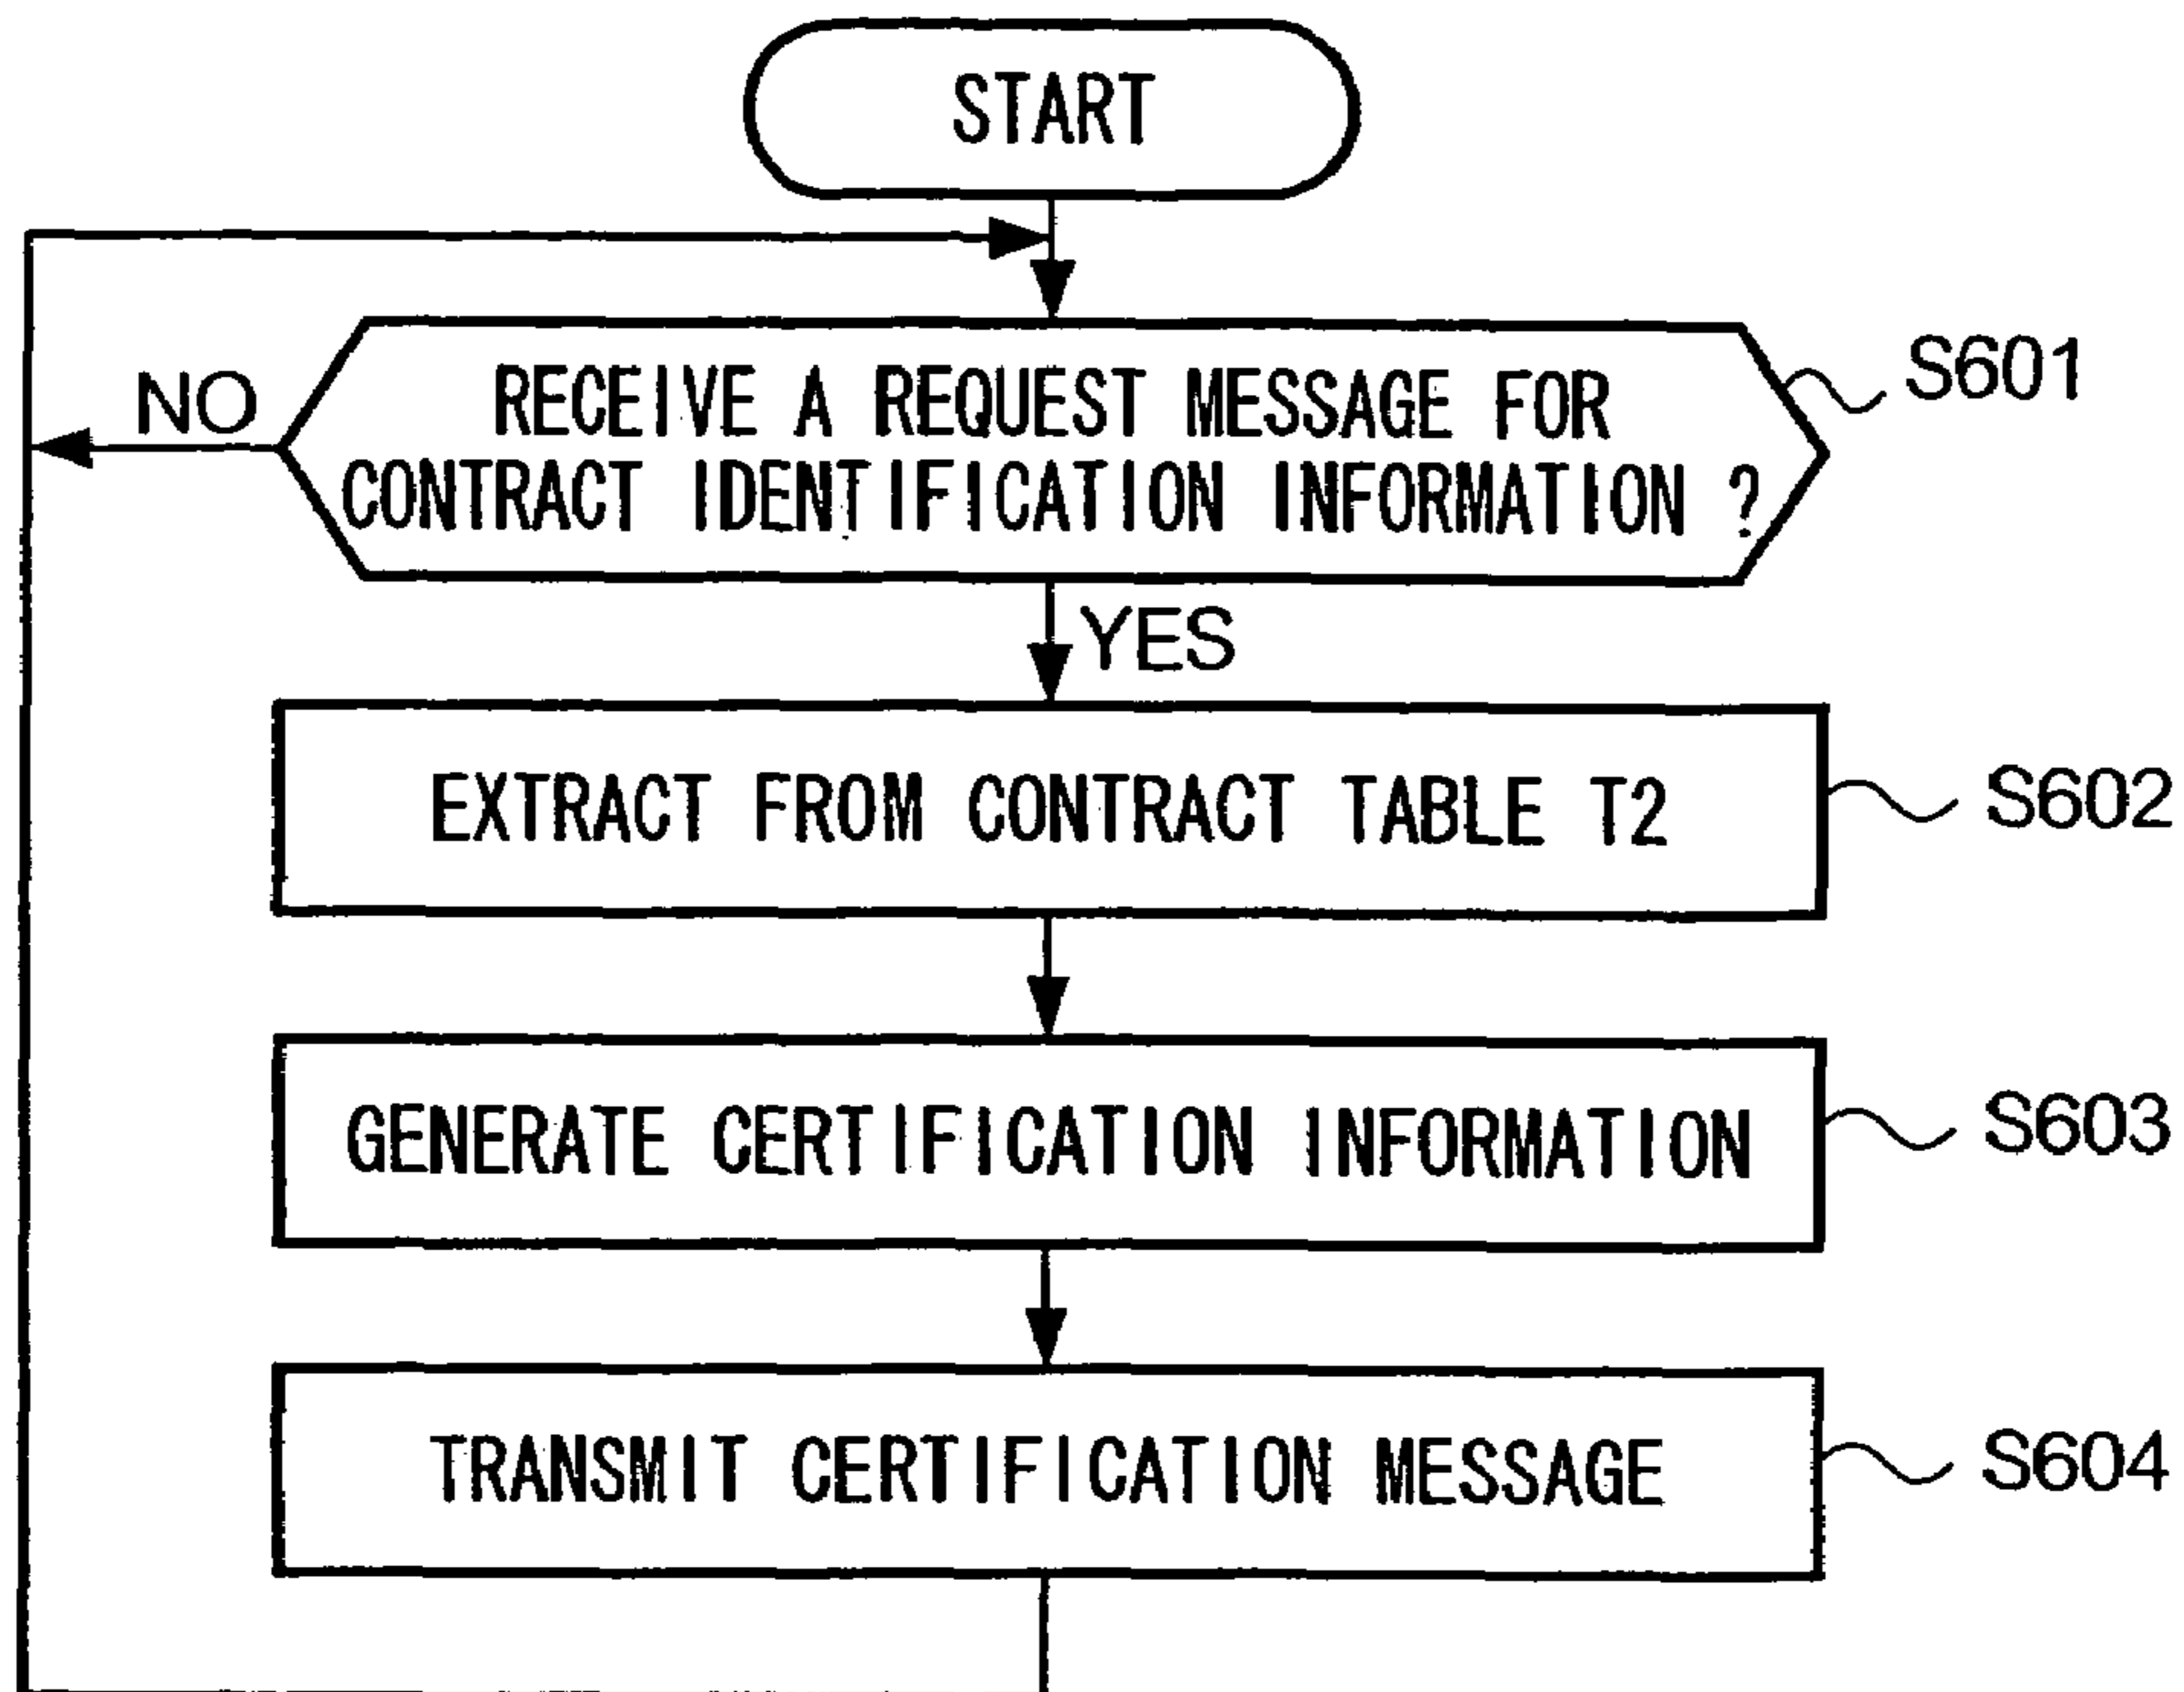 START
RECEIVE A REQUEST MESSAGE FOR
CONTRACT IDENTIFICATION INFORMATION ?
S601
NO
YES
EXTRACT FROM CONTRACT TABLE T2
S602
GENERATE CERTIFICATION INFORMATION
S603
TRANSMIT CERTIFICATION MESSAGE
S604